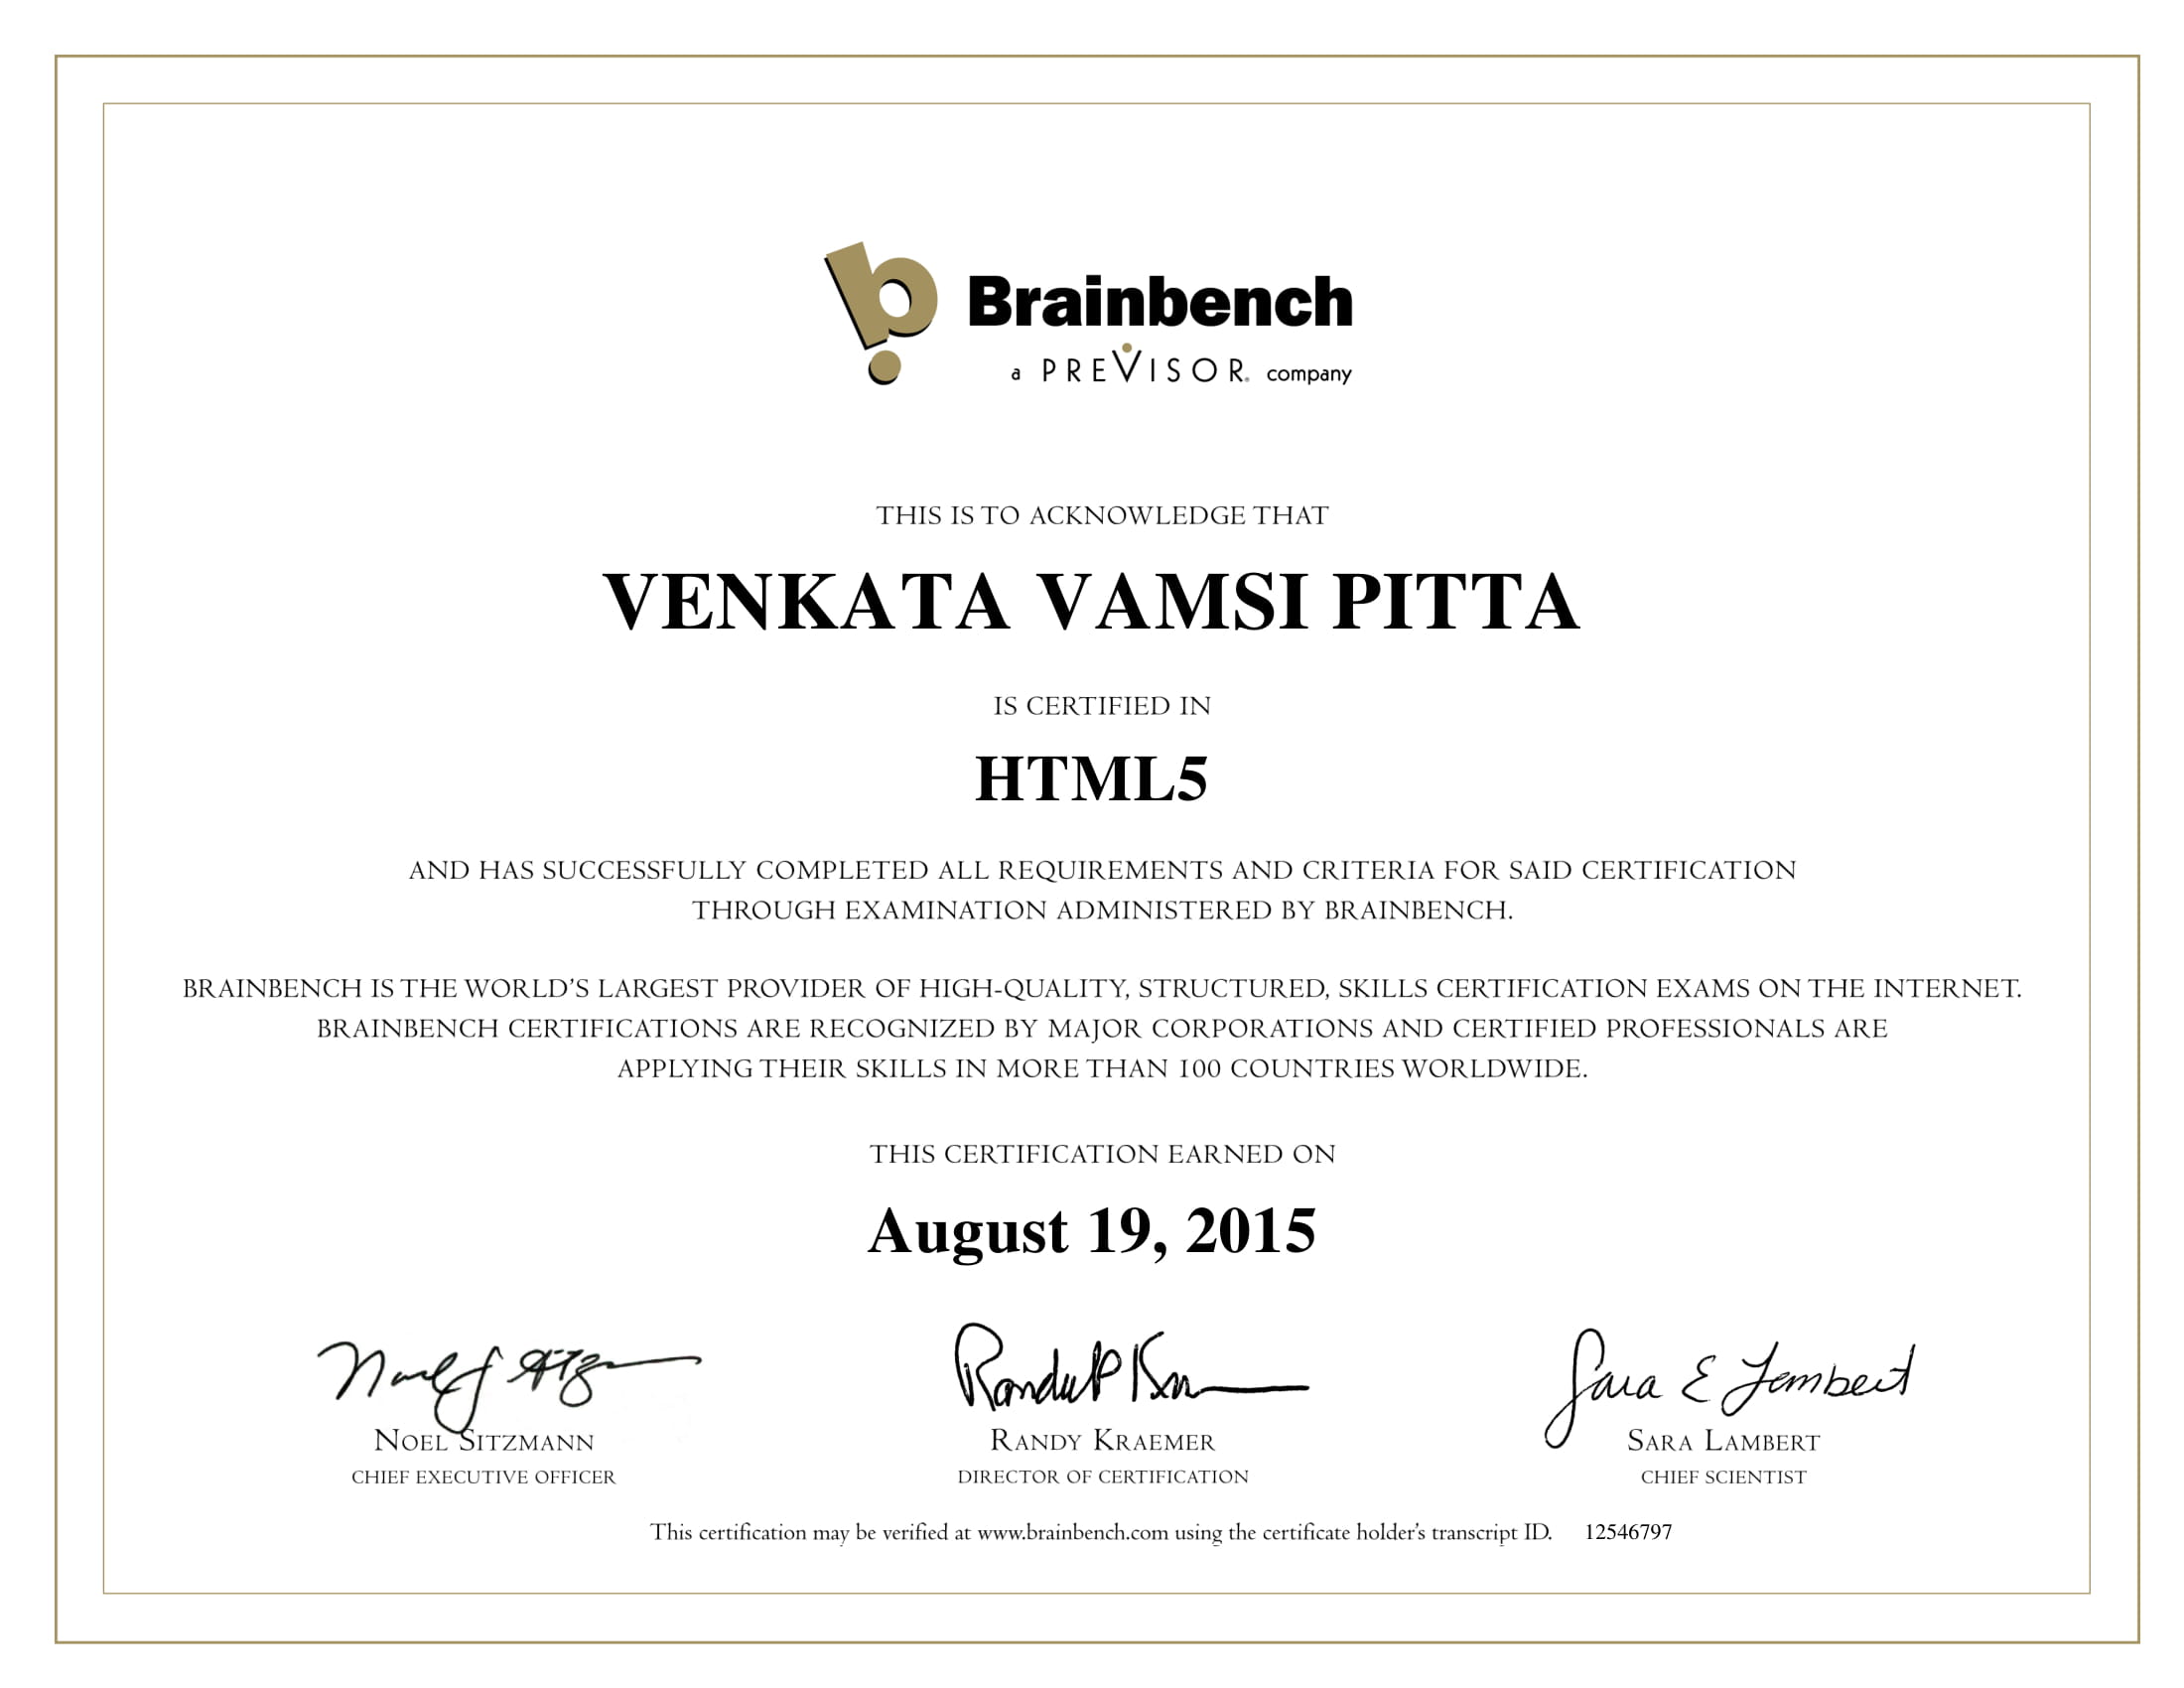 Brainbench
a PREVISOR® company
THIS IS TO ACKNOWLEDGE THAT
VENKATA VAMSI PITTA
IS CERTIFIED IN
HTML5
AND HAS SUCCESSFULLY COMPLETED ALL REQUIREMENTS AND CRITERIA FOR SAID CERTIFICATION
THROUGH EXAMINATION ADMINISTERED BY BRAINBENCH.
BRAINBENCH IS THE WORLD'S LARGEST PROVIDER OF HIGH-QUALITY, STRUCTURED, SKILLS CERTIFICATION EXAMS ON THE INTERNET.
BRAINBENCH CERTIFICATIONS ARE RECOGNIZED BY MAJOR CORPORATIONS AND CERTIFIED PROFESSIONALS ARE
APPLYING THEIR SKILLS IN MORE THAN 100 COUNTRIES WORLDWIDE.
THIS CERTIFICATION EARNED ON
August 19, 2015
Sara E Lambert
NOEL SITZMANN RANDY KRAEMER SARA LAMBERT
CHIEF EXECUTIVE OFFICER DIRECTOR OF CERTIFICATION CHIEF SCIENTIST
This certification may be verified at www.brainbench.com using the certificate holder's transcript ID. 12546797